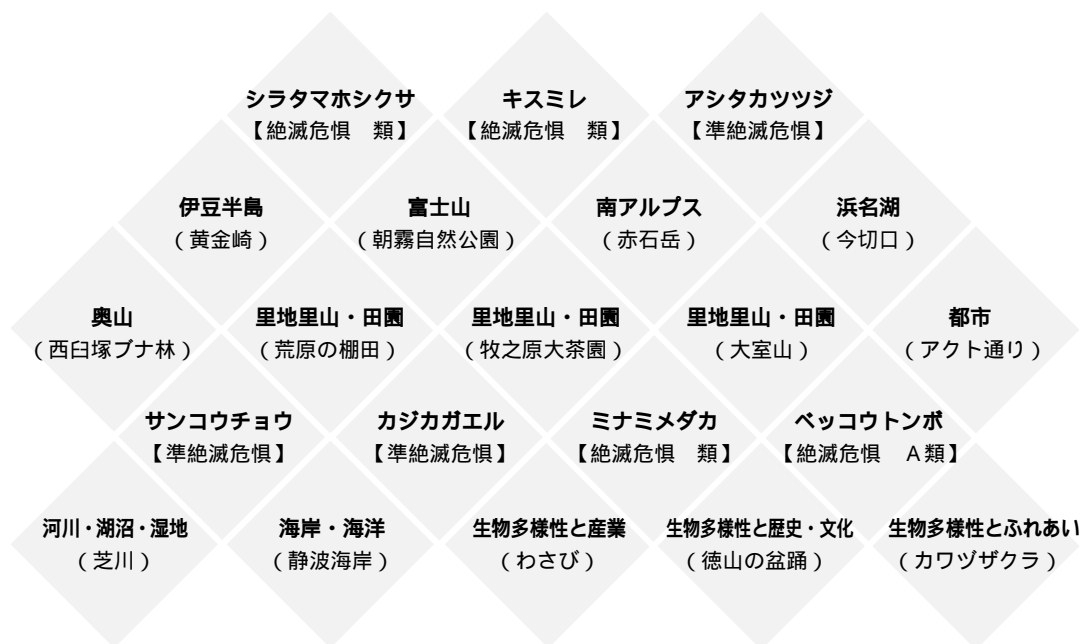 シラタマホシクサ　キスミレ　アシタカツツジ
【絶滅危惧　類】　【絶滅危惧　類】　【準絶滅危惧】
伊豆半島　富士山　南アルプス　浜名湖
（黄金崎）　（朝霧自然公園）　（赤石岳）　（今切口）
奥山　里地里山・田園　里地里山・田園　里地里山・田園　都市
（西臼塚ブナ林）　（荒原の棚田）　（牧之原大茶園）　（大室山）　（アクト通り）
サンコウチョウ　カジカガエル　ミナミメダカ　ベッコウトンボ
【準絶滅危惧】　【準絶滅危惧】　【絶滅危惧　類】　【絶滅危惧　Ａ類】
河川・湖沼・湿地　海岸・海洋　生物多様性と産業　生物多様性と歴史・文化　生物多様性とふれあい
（芝川）　（静波海岸）　（わさび）　（徳山の盆踊）　（カワヅザクラ）